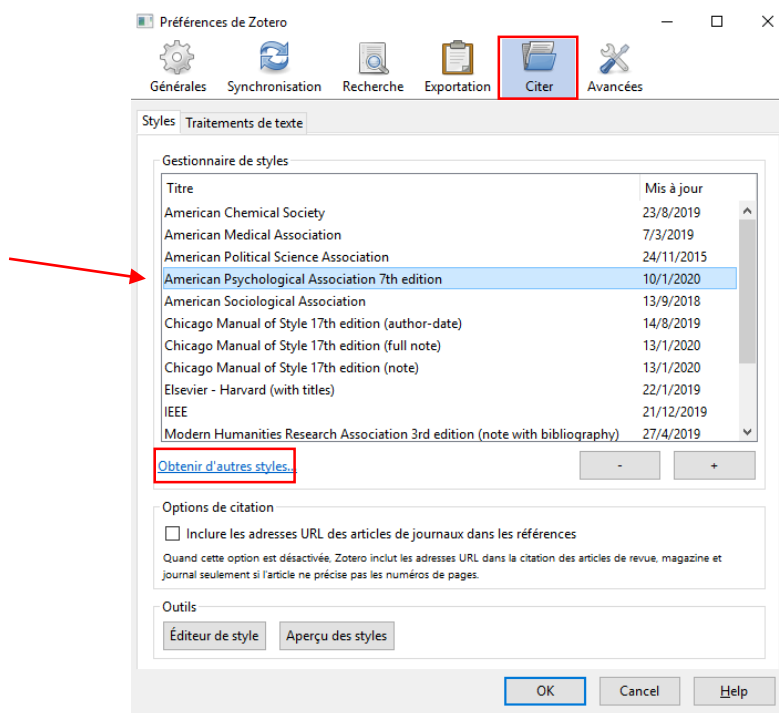 Préférences de Zotero
Générales Synchronisation Recherche Exportation Citer Avancées
Styles Traitements de texte
Gestionnaire de styles
Titre Mis à jour
American Chemical Society 23/8/2019
American Medical Association 7/3/2019
American Political Science Association 24/11/2015
American Psychological Association 7th edition 10/1/2020
American Sociological Association 13/9/2018
Chicago Manual of Style 17th edition (author-date) 14/8/2019
Chicago Manual of Style 17th edition (full note) 13/1/2020
Chicago Manual of Style 17th edition (note) 13/1/2020
Elsevier - Harvard (with titles) 22/1/2019
IEEE 21/12/2019
Modern Humanities Research Association 3rd edition (note with bibliography) 27/4/2019
Obtenir d'autres styles... - +
Options de citation
Inclure les adresses URL des articles de journaux dans les références
Quand cette option est désactivée, Zotero inclut les adresses URL dans la citation des articles de revue, magazine et
journal seulement si l'article ne précise pas les numéros de pages.
Outils
Éditeur de style Aperçu des styles
OK Cancel Help